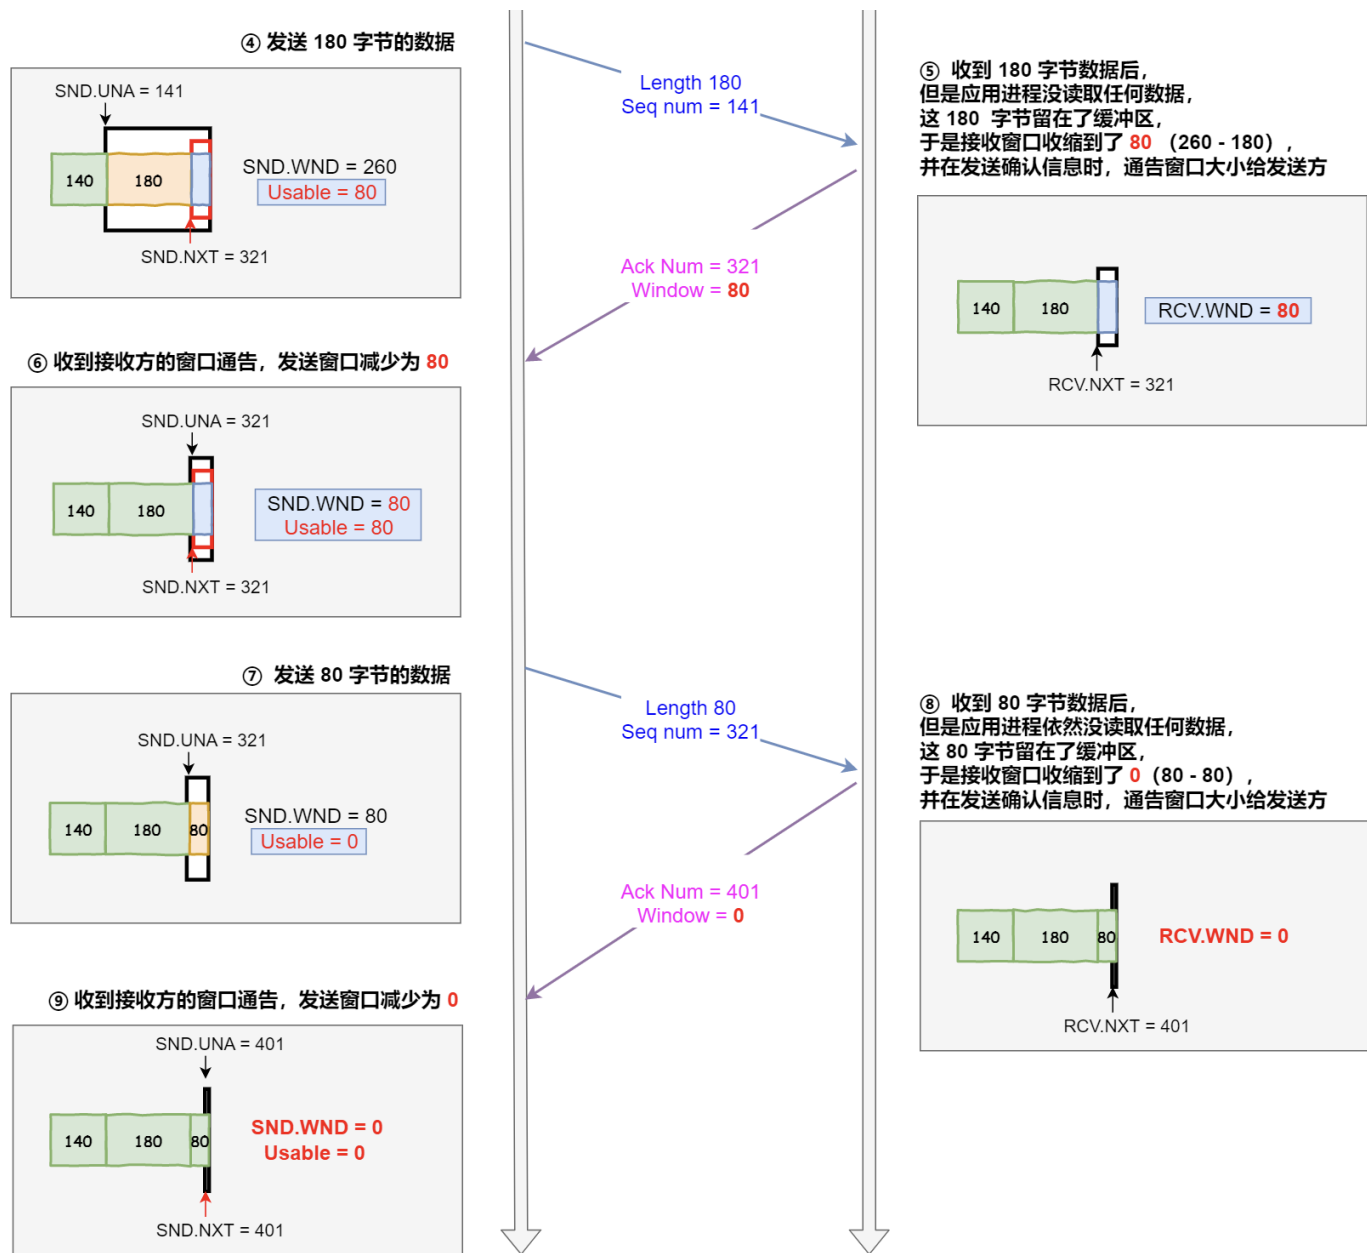 ④ 发送 180 字节的数据
SND.UNA = 141
140
180
SND.WND = 260
Usable = 80
SND.NXT = 321
Length 180
Seq num = 141
⑤ 收到 180 字节数据后，
但是应用进程没读取任何数据，
这 180 字节留在了缓冲区，
于是接收窗口收缩到了 80 （260 - 180），
并在发送确认信息时，通告窗口大小给发送方
Ack Num = 321
Window = 80
140
180
RCV.WND = 80
RCV.NXT = 321
⑥ 收到接收方的窗口通告，发送窗口减少为 80
SND.UNA = 321
140
180
SND.WND = 80
Usable = 80
SND.NXT = 321
⑦ 发送 80 字节的数据
SND.UNA = 321
140
180
80
SND.WND = 80
Usable = 0
Length 80
Seq num = 321
⑧ 收到 80 字节数据后，
但是应用进程依然没读取任何数据，
这 80 字节留在了缓冲区，
于是接收窗口收缩到了 0（80 - 80），
并在发送确认信息时，通告窗口大小给发送方
Ack Num = 401
Window = 0
140
180
80
RCV.WND = 0
RCV.NXT = 401
⑨ 收到接收方的窗口通告，发送窗口减少为 0
SND.UNA = 401
140
180
80
SND.WND = 0
Usable = 0
SND.NXT = 401